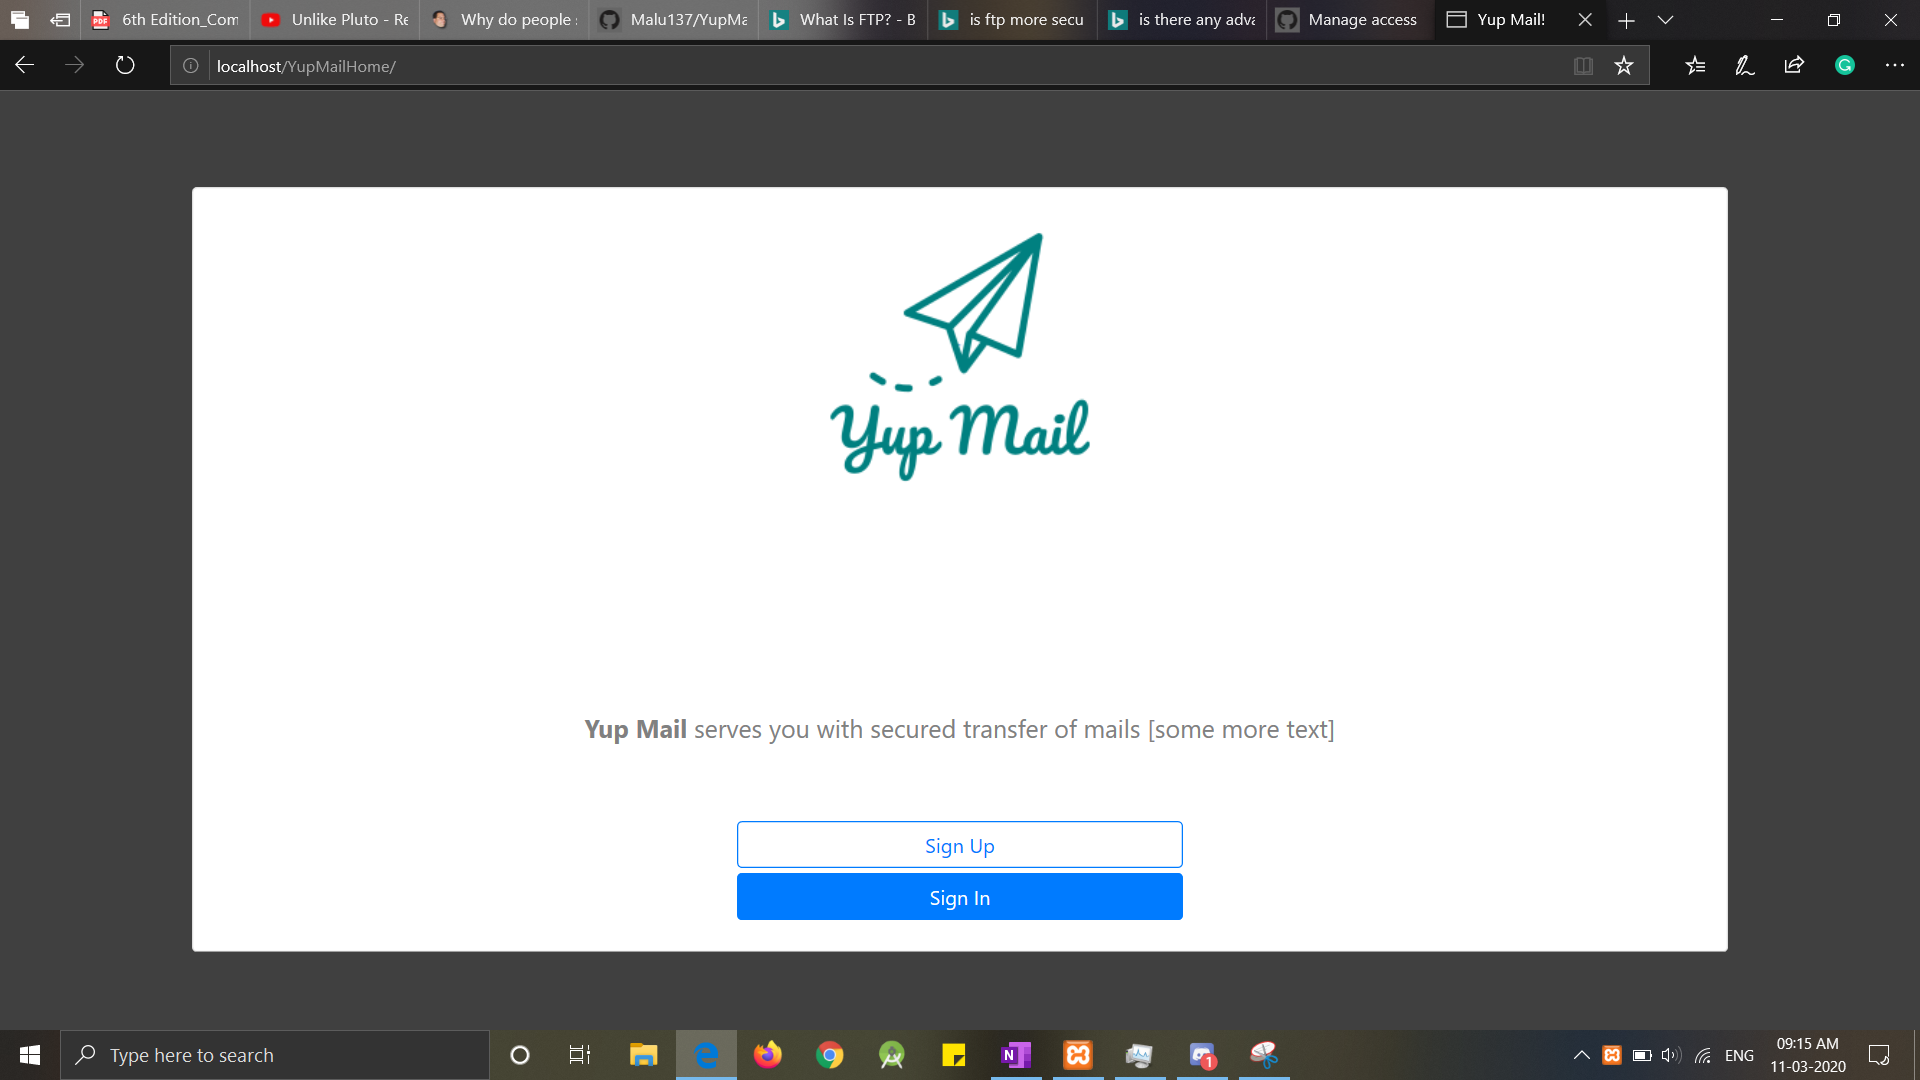 6th Edition_Com
Unlike Pluto - Re
Why do people s
Malu137/YupMa
What Is FTP? - B
is ftp more secu
is there any adva
Manage access
Yup Mail!
localhost/YupMailHome/
Yup Mail
Yup Mail serves you with secured transfer of mails [some more text]
Sign Up
Sign In
Type here to search
1
ENG
09:15 AM
11-03-2020